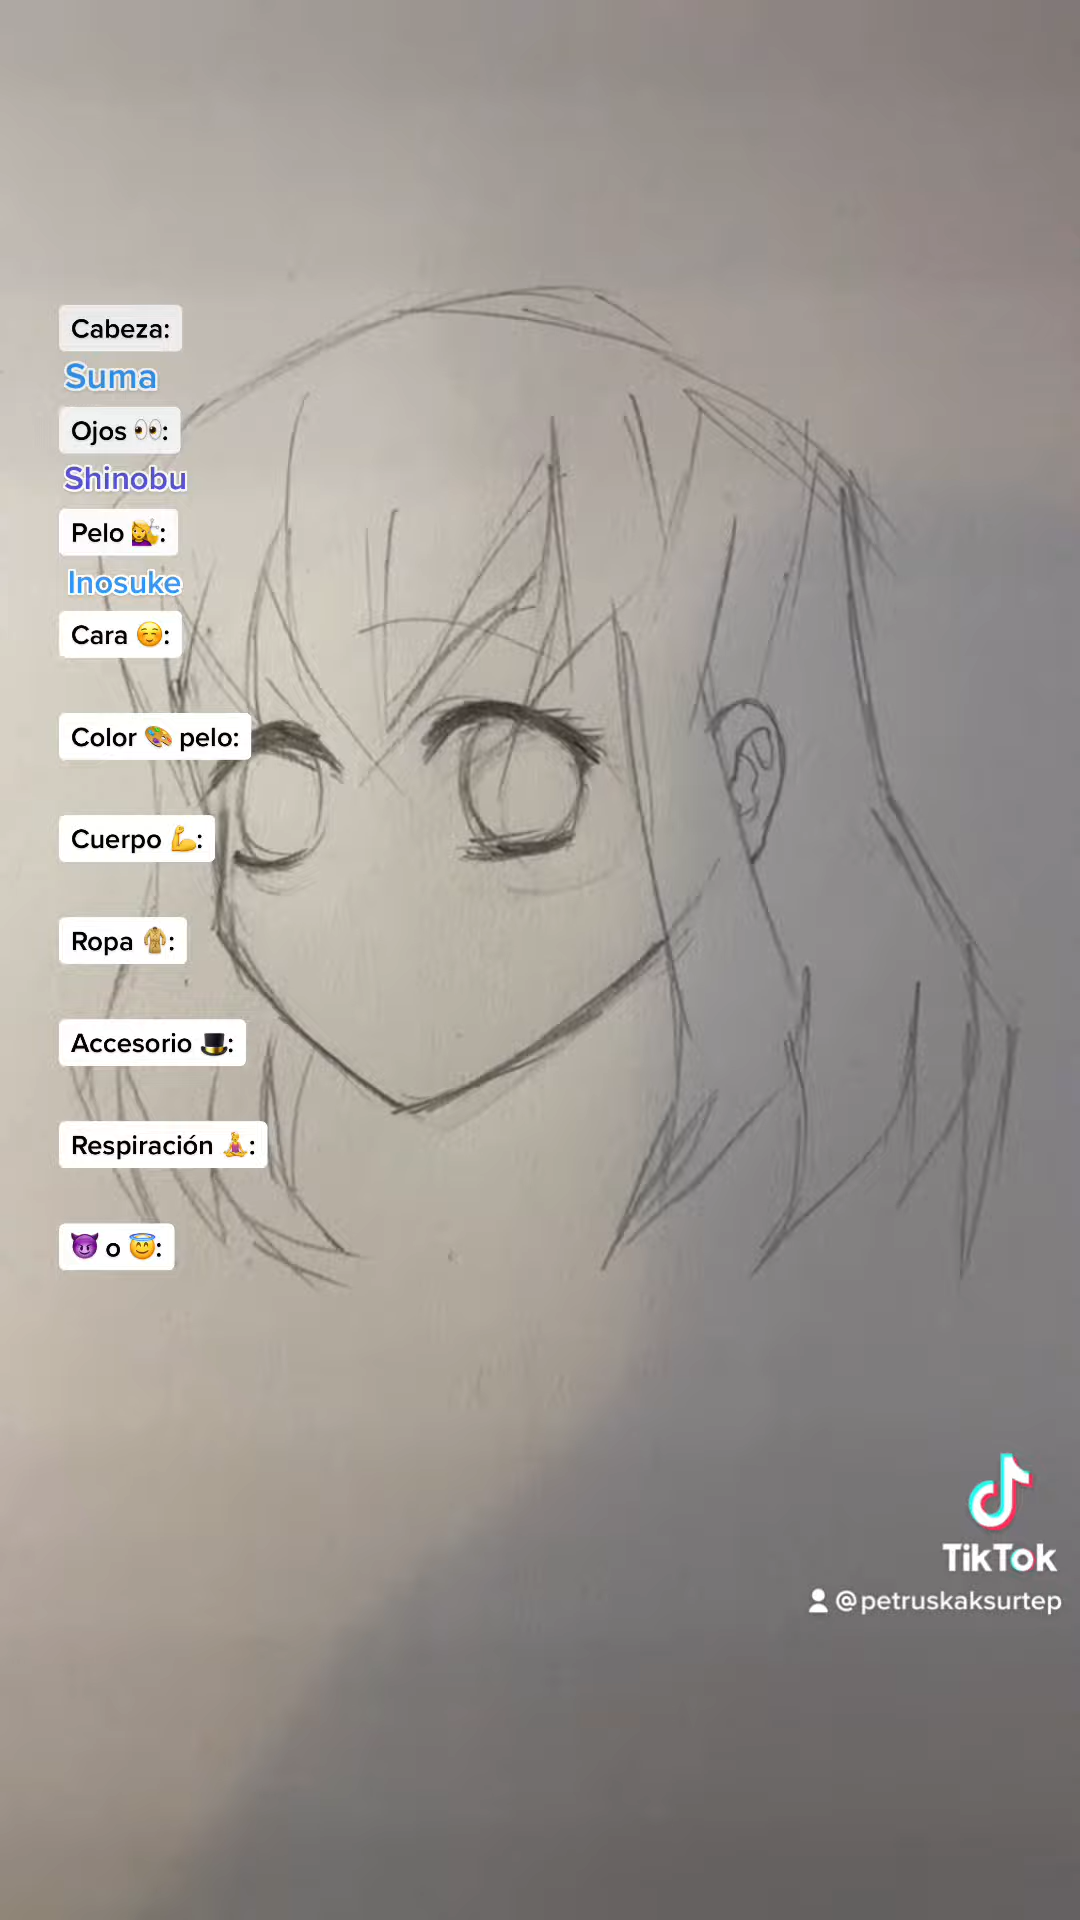 Cabeza:
Suma
Ojos 👀:
Shinobu
Pelo 💇‍♀️:
Inosuke
Cara ☺️:
Color 🎨 pelo:
Cuerpo 💪:
Ropa 🧥:
Accesorio 🎩:
Respiración 🧘‍♀️:
😈 o 😇:
TikTok
@petruskaksurtep